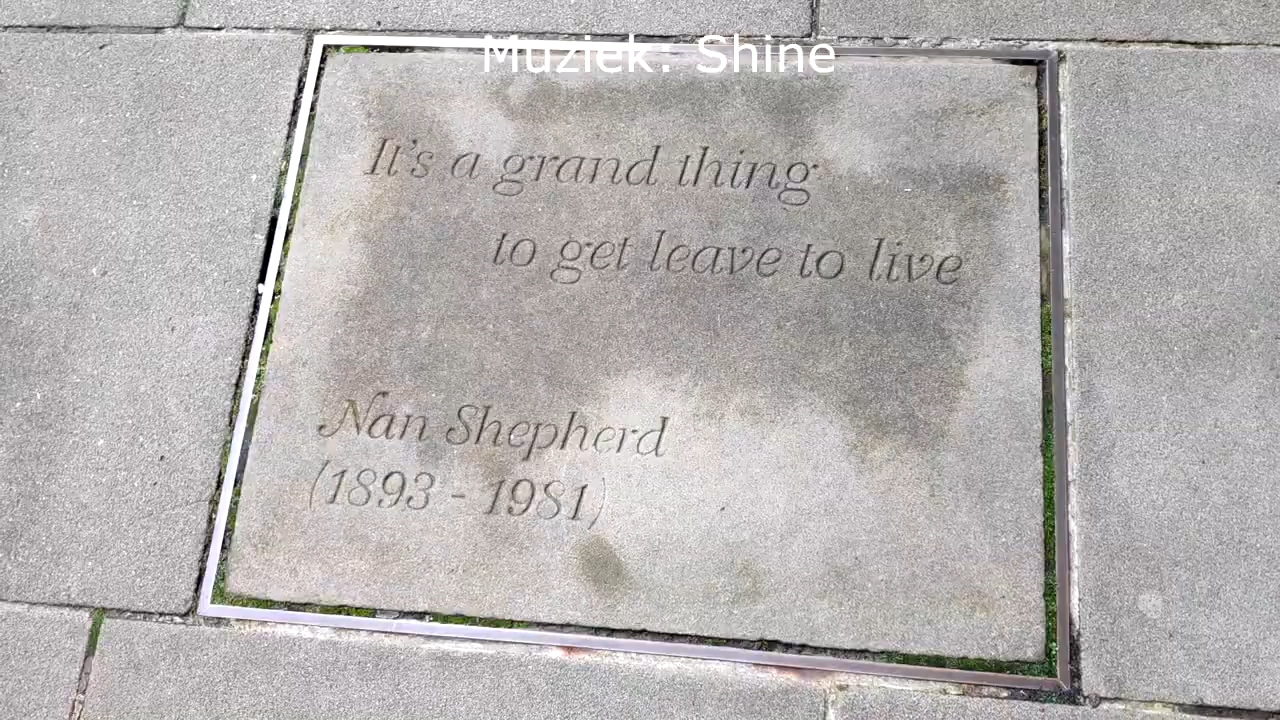 Muziek: Shine
It's a grand thing
to get leave to live
Nan Shepherd
(1893 - 1981)